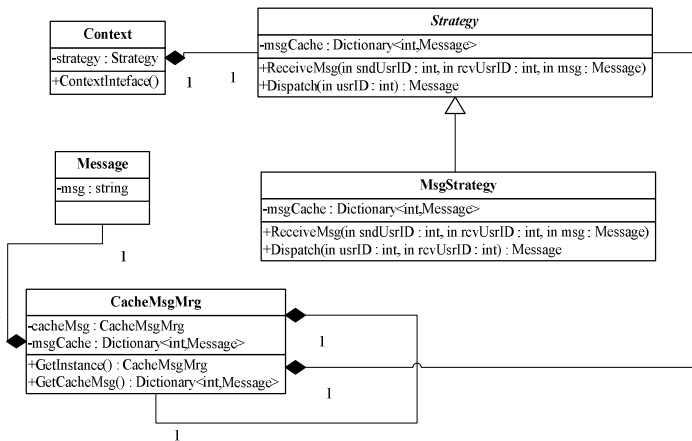 Context
-strategy : Strategy
+ContextInteface()
1
1
Strategy
-msgCache : Dictionary<int,Message>
+ReceiveMsg(in sndUsrID : int, in rcvUsrID : int, in msg : Message)
+Dispatch(in usrID : int) : Message
Message
-msg : string
1
MsgStrategy
-msgCache : Dictionary<int,Message>
+ReceiveMsg(in sndUsrID : int, in rcvUsrID : int, in msg : Message)
+Dispatch(in usrID : int, in rcvUsrID : int) : Message
CacheMsgMrg
-cacheMsg : CacheMsgMrg
-msgCache : Dictionary<int,Message>
+GetInstance() : CacheMsgMrg
+GetCacheMsg() : Dictionary<int,Message>
1
1
1